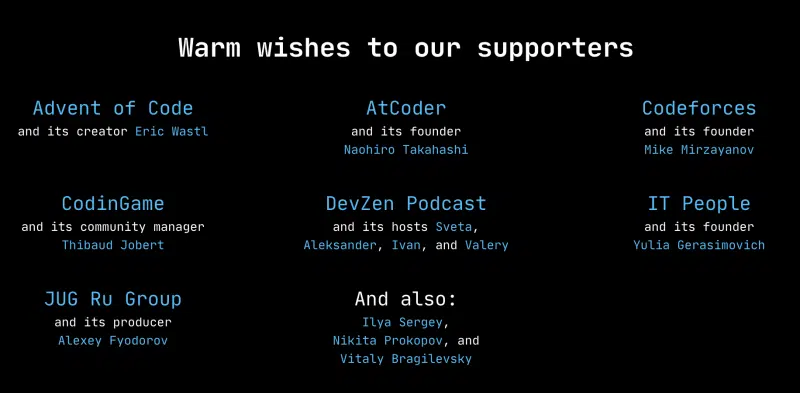 Warm wishes to our supporters
Advent of Code
and its creator Eric Wastl
AtCoder
and its founder
Naohiro Takahashi
Codeforces
and its founder
Mike Mirzayanov
CodinGame
and its community manager
Thibaud Jobert
DevZen Podcast
and its hosts Sveta,
Aleksander, Ivan, and Valery
IT People
and its founder
Yulia Gerasimovich
JUG Ru Group
and its producer
Alexey Fyodorov
And also:
Ilya Sergey,
Nikita Prokopov, and
Vitaly Bragilevsky